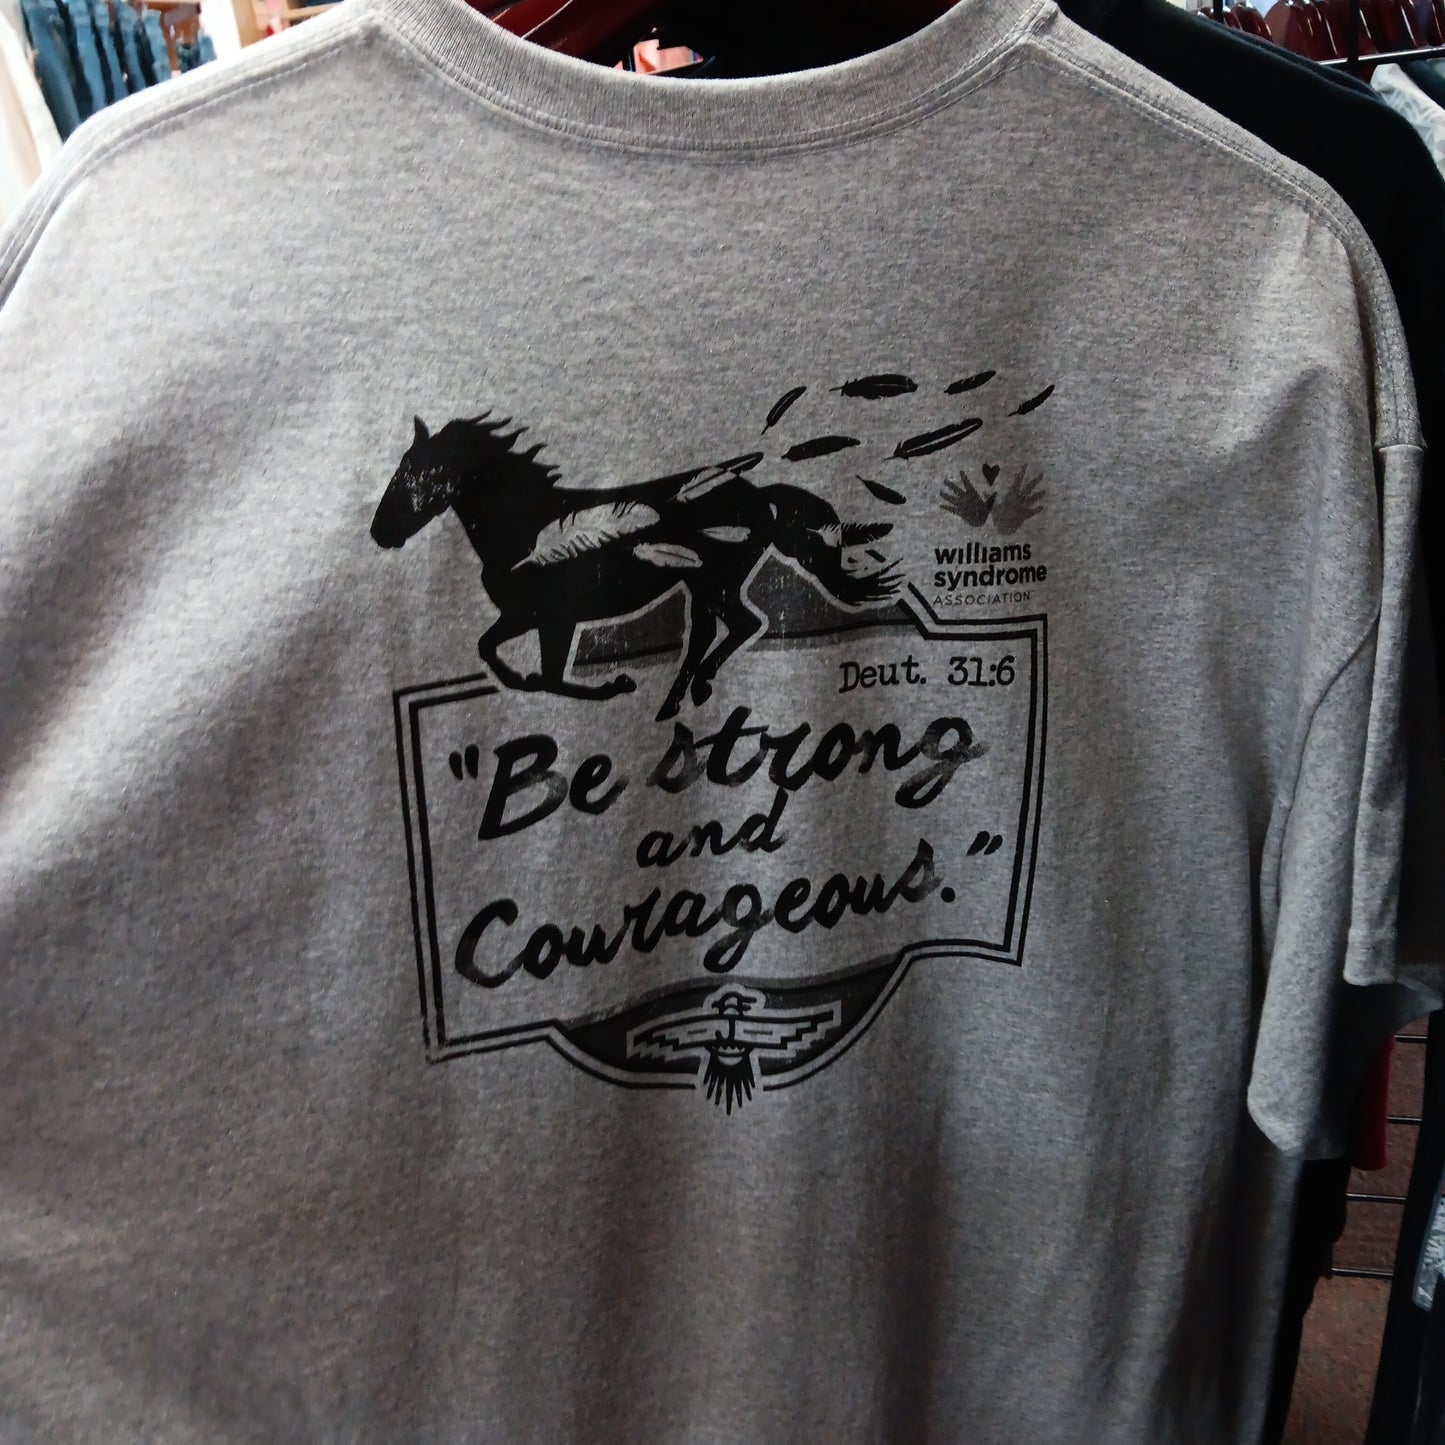 williams
syndrome
ASSOCIATION
Deut. 31:6
"Be strong
and
Courageous."